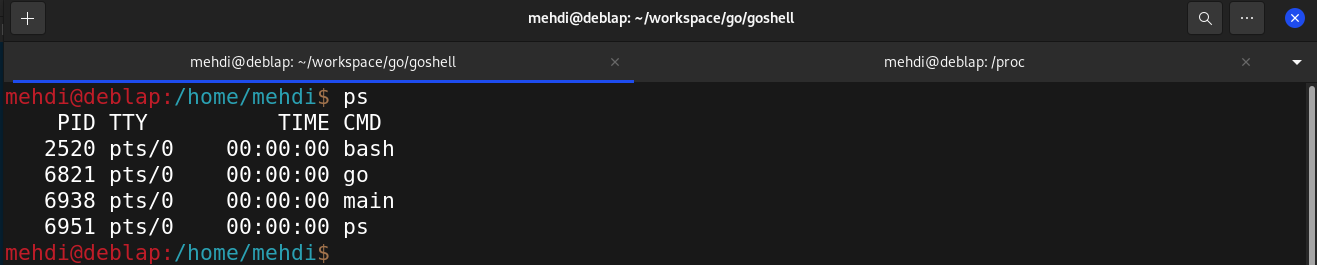 mehdi@deblap: ~/workspace/go/goshell
mehdi@deblap: ~/workspace/go/goshell
mehdi@deblap: /proc
mehdi@deblap:/home/mehdi$ ps
    PID TTY          TIME CMD
   2520 pts/0    00:00:00 bash
   6821 pts/0    00:00:00 go
   6938 pts/0    00:00:00 main
   6951 pts/0    00:00:00 ps
mehdi@deblap:/home/mehdi$